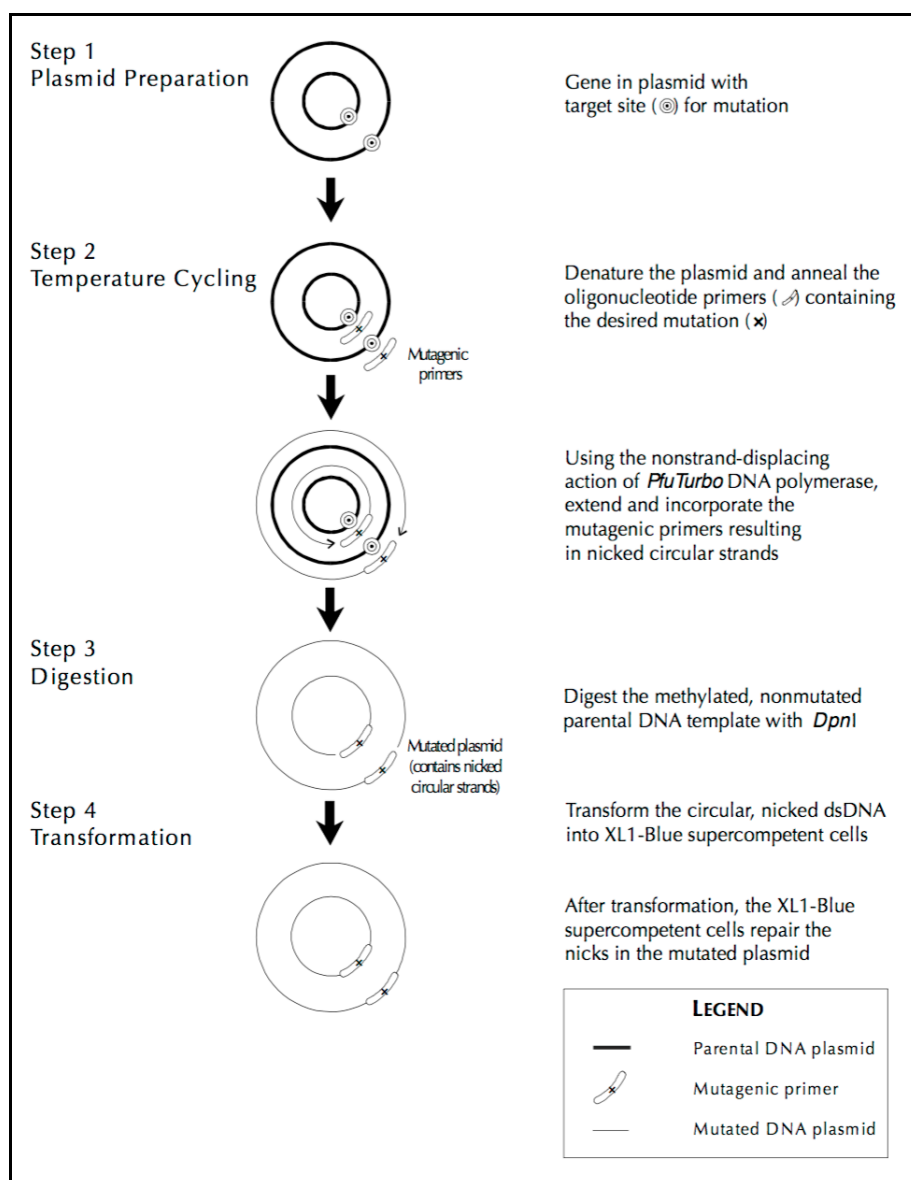 Step 1
Plasmid Preparation
Gene in plasmid with
target site (⊚) for mutation
Step 2
Temperature Cycling
Denature the plasmid and anneal the
oligonucleotide primers ( ) containing
the desired mutation (×)
Mutagenic
primers
Using the nonstrand-displacing
action of PfuTurbo DNA polymerase,
extend and incorporate the
mutagenic primers resulting
in nicked circular strands
Step 3
Digestion
Digest the methylated, nonmutated
parental DNA template with DpnI
Mutated plasmid
(contains nicked
circular strands)
Step 4
Transformation
Transform the circular, nicked dsDNA
into XL1-Blue supercompetent cells
After transformation, the XL1-Blue
supercompetent cells repair the
nicks in the mutated plasmid
LEGEND
Parental DNA plasmid
Mutagenic primer
Mutated DNA plasmid